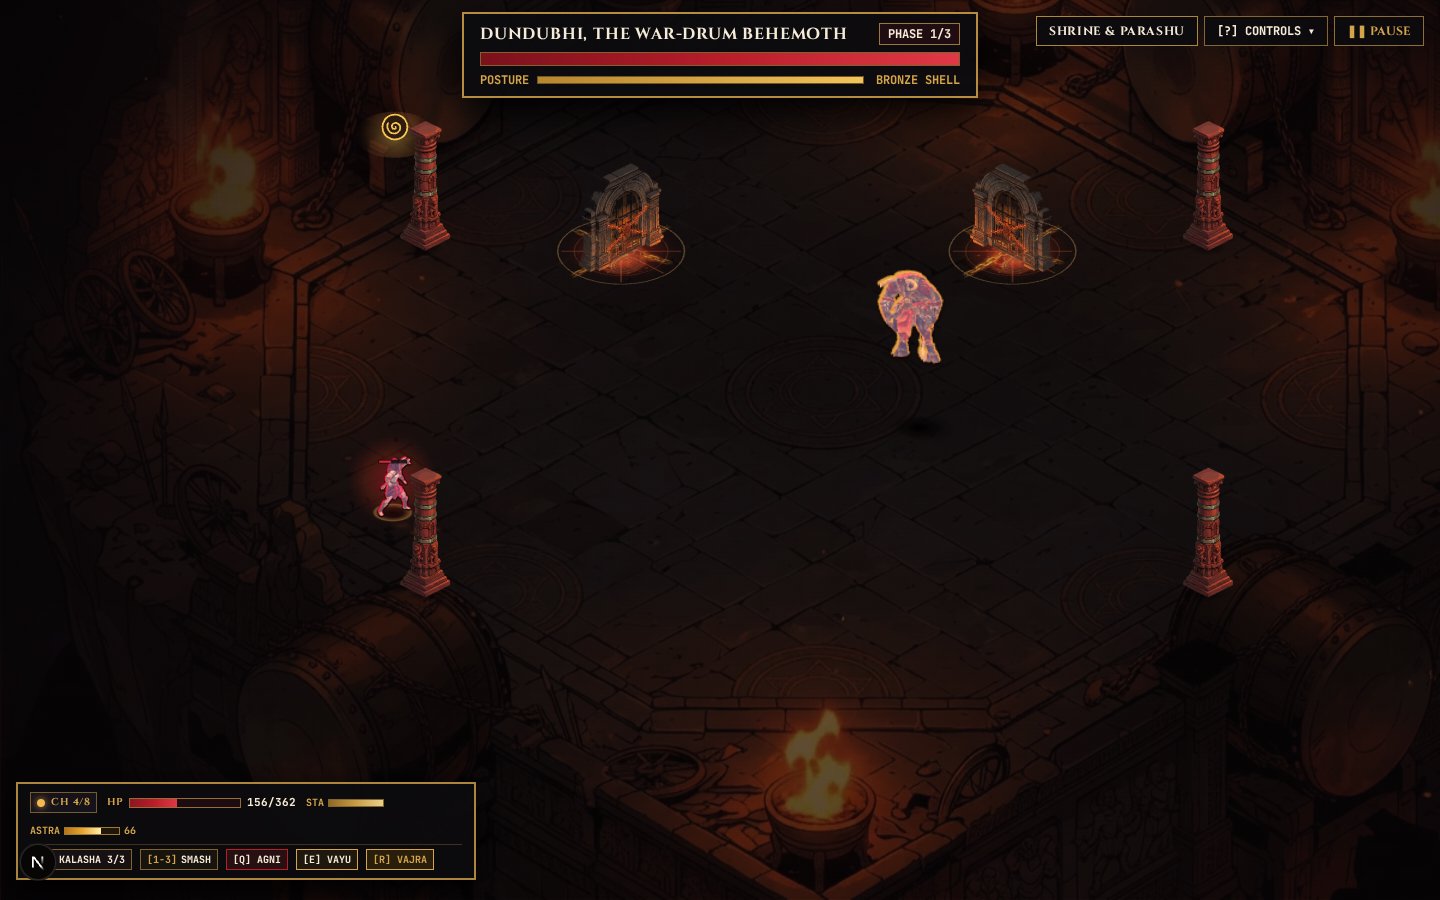 DUNDUBHI, THE WAR-DRUM BEHEMOTH PHASE 1/3
POSTURE BRONZE SHELL
SHRINE & PARASHU [?] CONTROLS ▾ ❚❚ PAUSE
CH 4/8 HP 156/362 STA
ASTRA 66
N KALASHA 3/3 [1-3] SMASH [Q] AGNI [E] VAYU [R] VAJRA